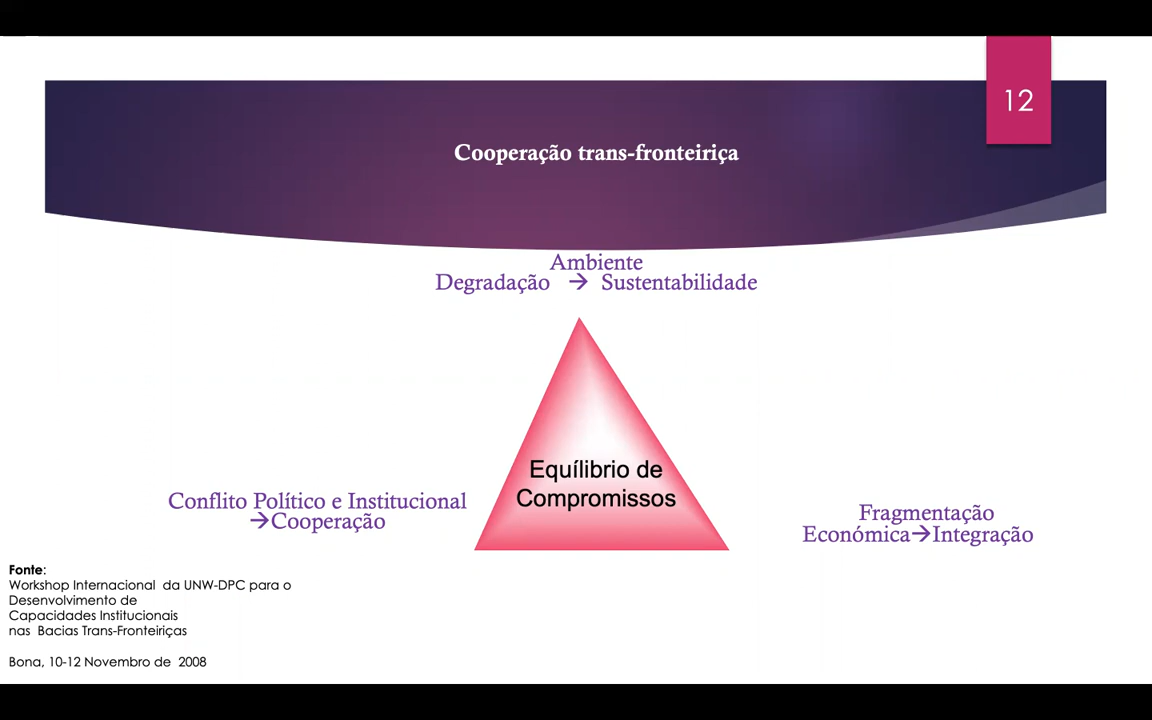 12
Cooperação trans-fronteiriça
Ambiente
Degradação → Sustentabilidade
Equílibrio de
Compromissos
Conflito Político e Institucional
→Cooperação
Fragmentação
Económica→Integração
Fonte:
Workshop Internacional da UNW-DPC para o
Desenvolvimento de
Capacidades Institucionais
nas Bacias Trans-Fronteiriças
Bona, 10-12 Novembro de 2008